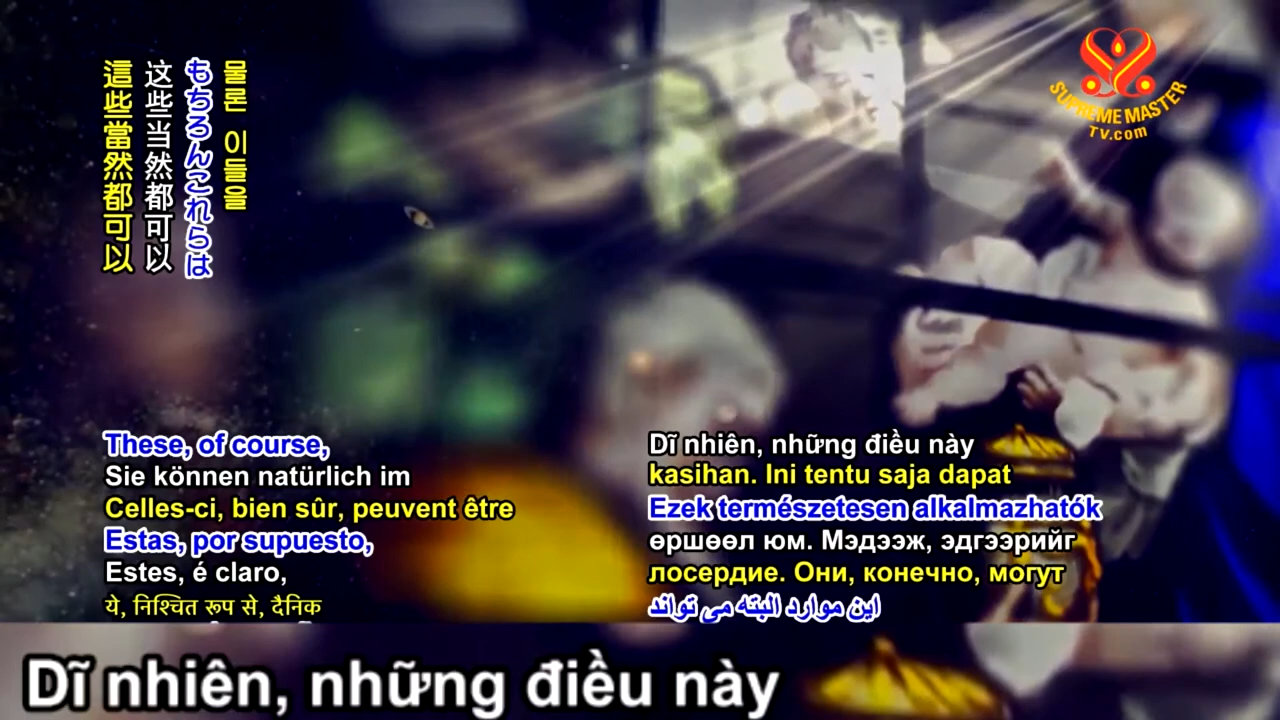 물론 이들을
もちろんこれらは
这些当然都可以
這些當然都可以
SUPREME MASTER
TV.com
These, of course,
Sie können natürlich im
Celles-ci, bien sûr, peuvent être
Estas, por supuesto,
Estes, é claro,
ये, निश्चित रूप से, दैनिक
Dĩ nhiên, những điều này
kasihan. Ini tentu saja dapat
Ezek természetesen alkalmazhatók
өршөөл юм. Мэдээж, эдгээрийг
лосердие. Они, конечно, могут
این موارد البته می تواند
Dĩ nhiên, những điều này